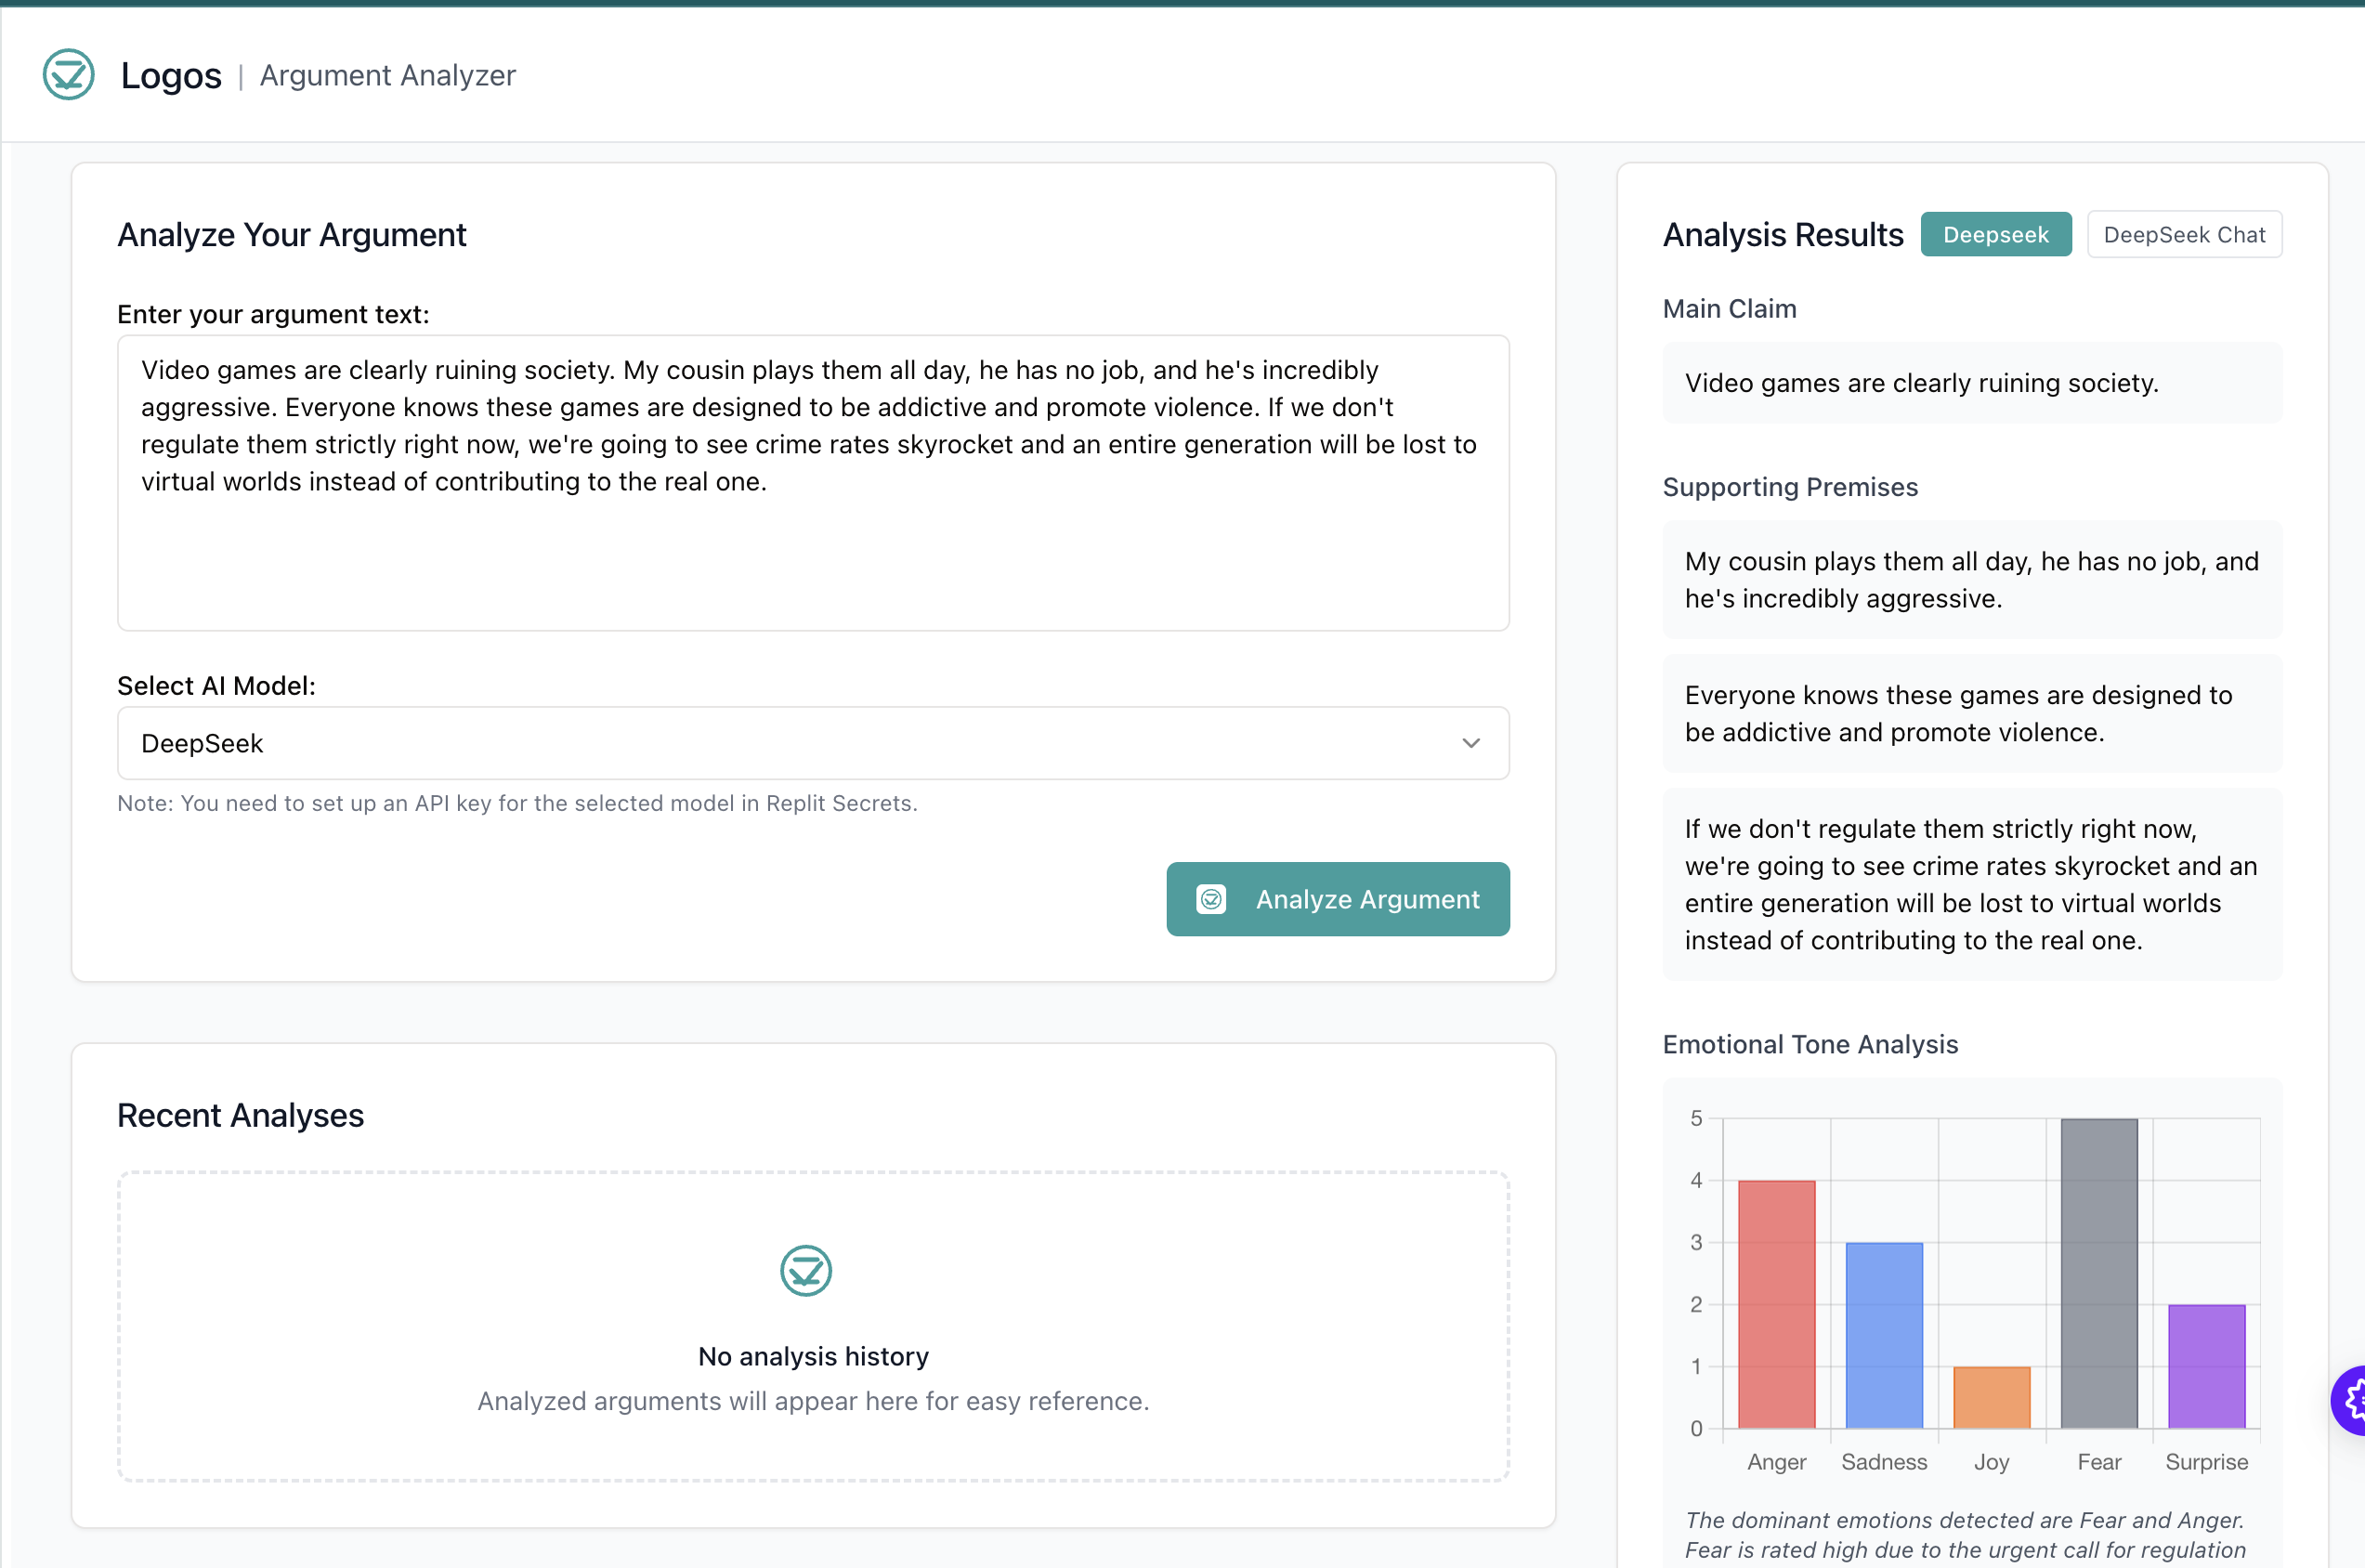 Logos | Argument Analyzer
Analyze Your Argument
Enter your argument text:
Video games are clearly ruining society. My cousin plays them all day, he has no job, and he's incredibly
aggressive. Everyone knows these games are designed to be addictive and promote violence. If we don't
regulate them strictly right now, we're going to see crime rates skyrocket and an entire generation will be lost to
virtual worlds instead of contributing to the real one.
Select AI Model:
DeepSeek
Note: You need to set up an API key for the selected model in Replit Secrets.
Analyze Argument
Recent Analyses
No analysis history
Analyzed arguments will appear here for easy reference.
Analysis Results
Deepseek
DeepSeek Chat
Main Claim
Video games are clearly ruining society.
Supporting Premises
My cousin plays them all day, he has no job, and
he's incredibly aggressive.
Everyone knows these games are designed to
be addictive and promote violence.
If we don't regulate them strictly right now,
we're going to see crime rates skyrocket and an
entire generation will be lost to virtual worlds
instead of contributing to the real one.
Emotional Tone Analysis
5
4
3
2
1
0
Anger Sadness Joy Fear Surprise
The dominant emotions detected are Fear and Anger.
Fear is rated high due to the urgent call for regulation